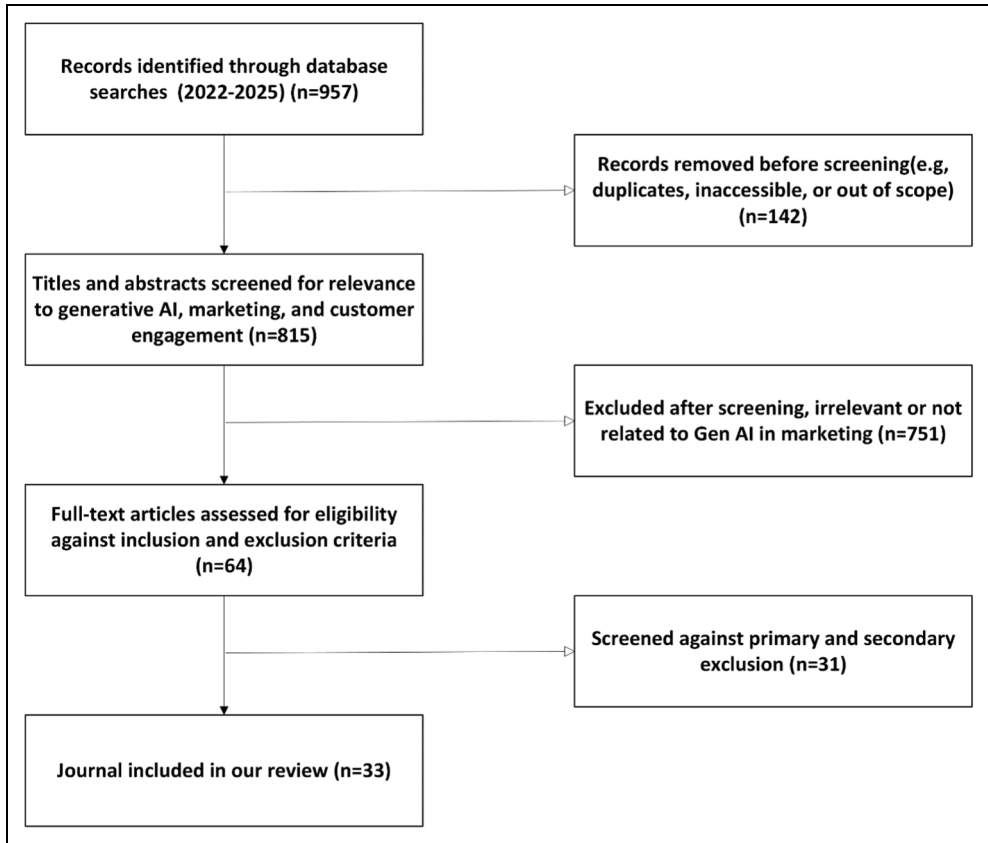 Records identified through database
searches  (2022-2025) (n=957)
Records removed before screening(e.g,
duplicates, inaccessible, or out of scope)
(n=142)
Titles and abstracts screened for relevance
to generative AI, marketing, and customer
engagement (n=815)
Excluded after screening, irrelevant or not
related to Gen AI in marketing (n=751)
Full-text articles assessed for eligibility
against inclusion and exclusion criteria
(n=64)
Screened against primary and secondary
exclusion (n=31)
Journal included in our review (n=33)